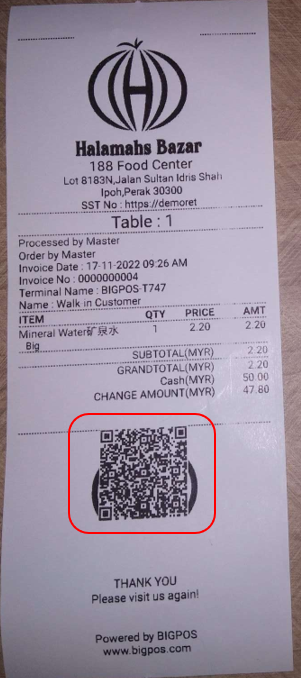 H
Halamahs Bazar
188 Food Center
Lot 8183N,Jalan Sultan Idris Shah
Ipoh,Perak 30300
SST No : https://demoret
Table : 1
Processed by Master
Order by Master
Invoice Date : 17-11-2022 09:26 AM
Invoice No : 0000000004
Terminal Name : BIGPOS-T747
Name : Walk in Customer
ITEM QTY PRICE AMT
Mineral Water矿泉水 1 2.20 2.20
Big
SUBTOTAL(MYR) 2.20
GRANDTOTAL(MYR) 2.20
Cash(MYR) 50.00
CHANGE AMOUNT(MYR) 47.80
THANK YOU
Please visit us again!
Powered by BIGPOS
www.bigpos.com